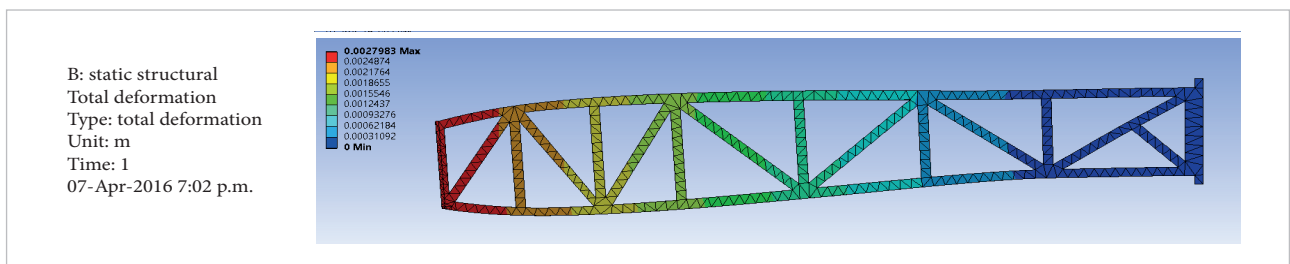 B: static structural
Total deformation
Type: total deformation
Unit: m
Time: 1
07-Apr-2016 7:02 p.m.
0.0027983 Max
0.0024874
0.0021764
0.0018655
0.0015546
0.0012437
0.00093276
0.00062184
0.00031092
0 Min